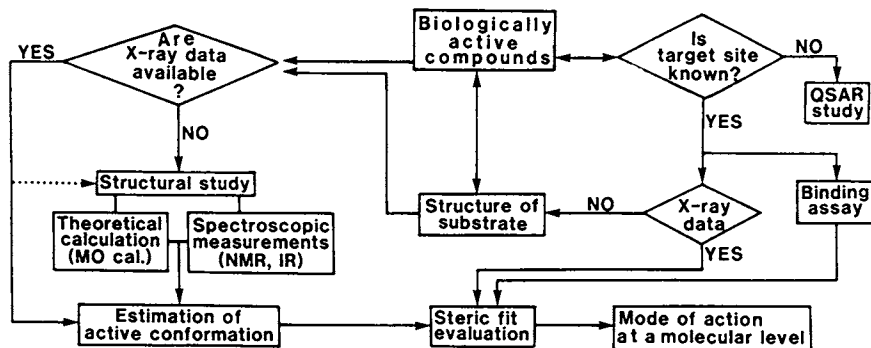 YES
Are
X-ray data
available
?
NO
Structural study
Theoretical
calculation
(MO cal.)
Spectroscopic
measurements
(NMR, IR)
Estimation of
active conformation
Biologically
active
compounds
Structure of
substrate
Steric fit
evaluation
Is
target site
known?
NO
QSAR
study
YES
X-ray
data
NO
YES
Binding
assay
Mode of action
at a molecular level